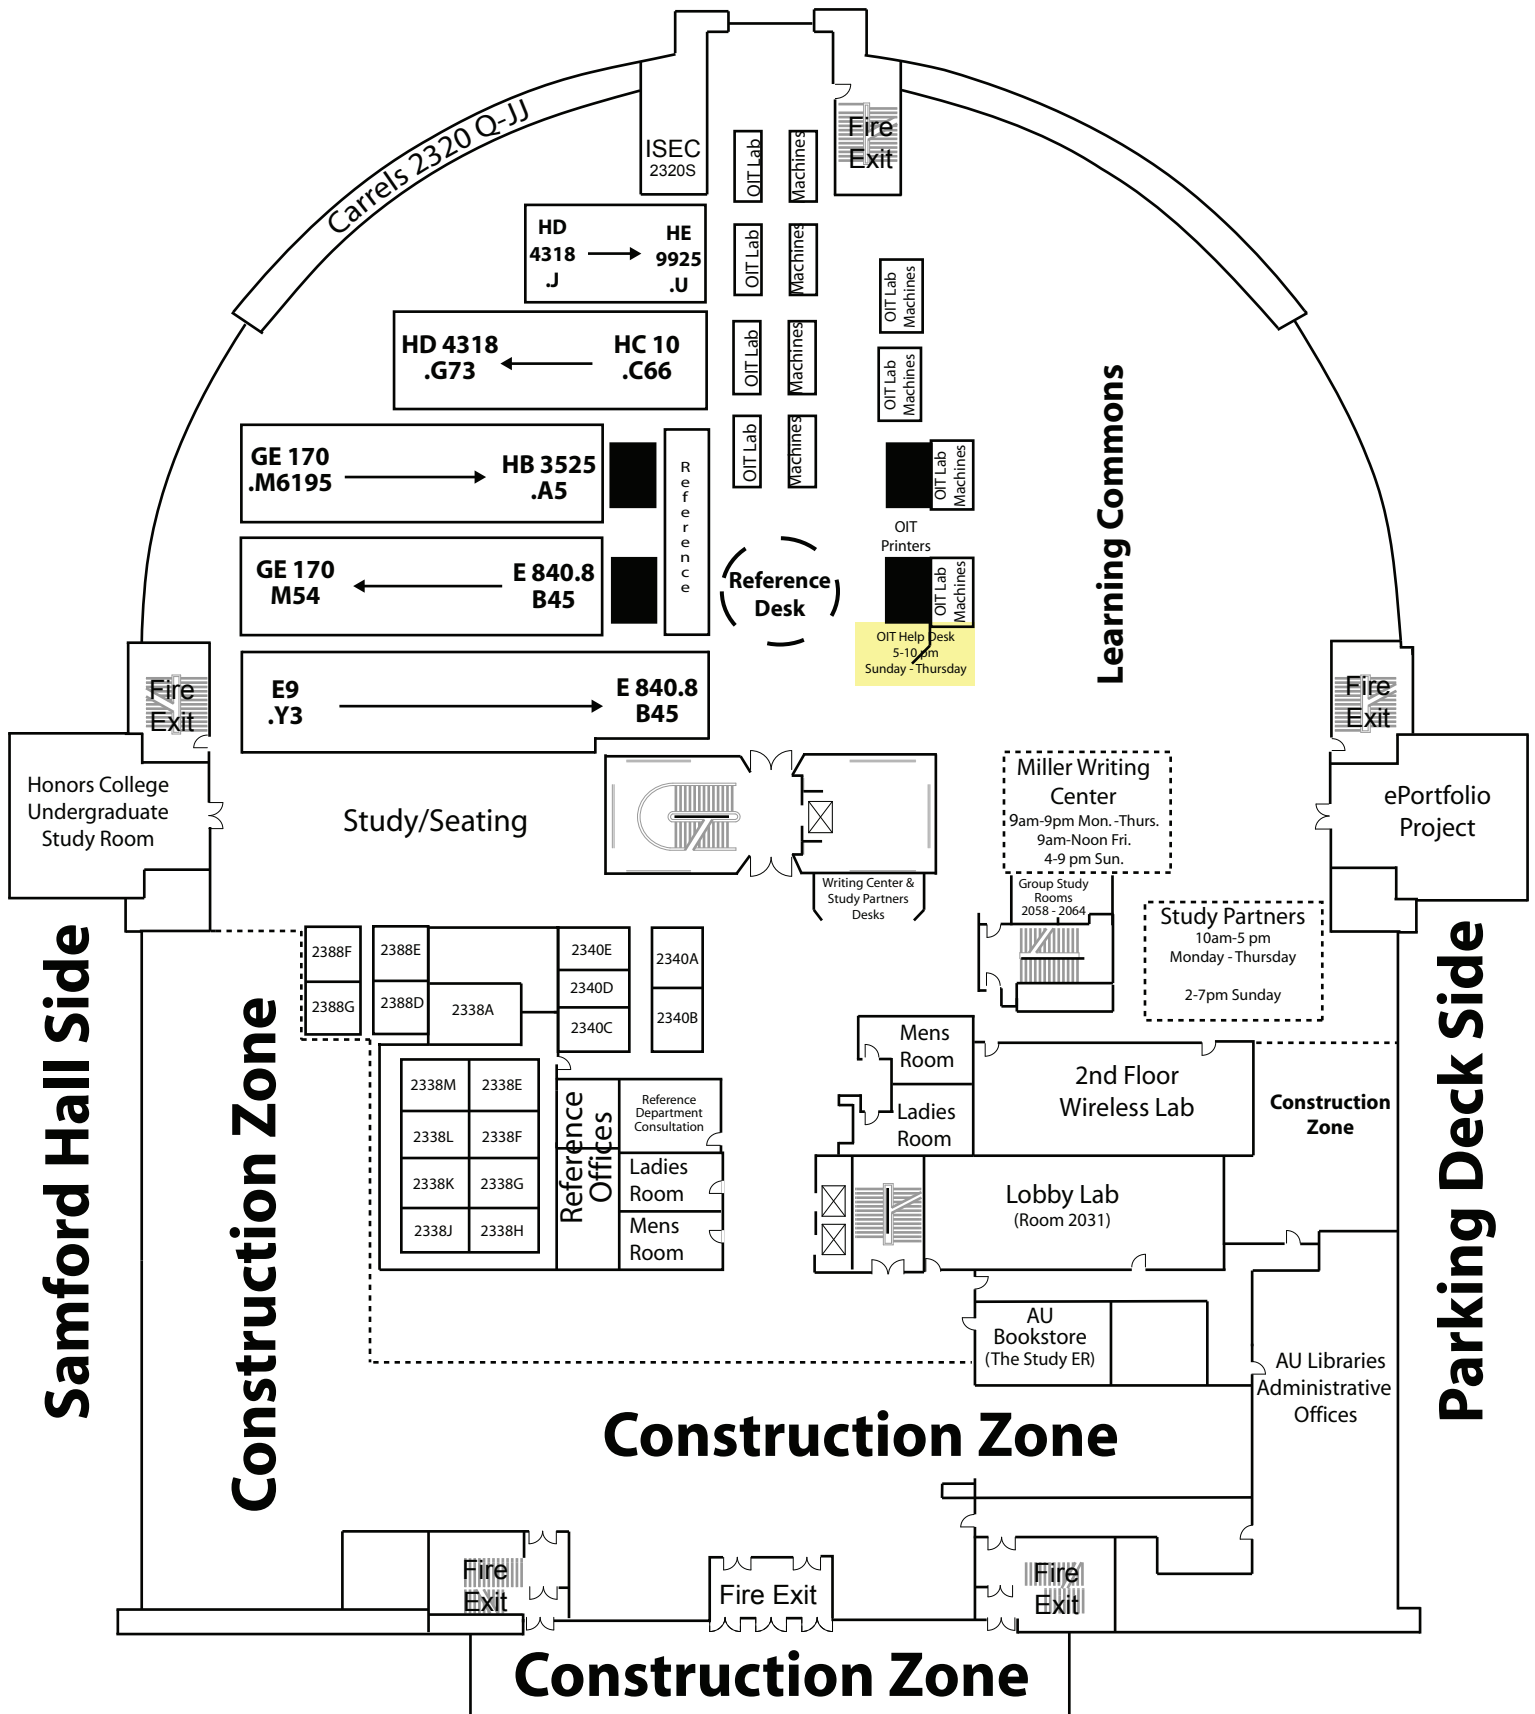 Carrels 2320 Q-JJ
ISEC
2320S
Fire
Exit
OIT Lab
Machines
OIT Lab
Machines
OIT Lab
Machines
OIT Lab
Machines
HD
4318
.J
HE
9925
.U
OIT Lab
Machines
HD 4318
.G73
HC 10
.C66
OIT Lab
Machines
GE 170
.M6195
HB 3525
.A5
Reference
OIT Lab
Machines
OIT
Printers
Learning Commons
GE 170
M54
E 840.8
B45
Reference
Desk
OIT Lab
Machines
OIT Help Desk
5-10 pm
Sunday - Thursday
E9
.Y3
E 840.8
B45
Fire
Exit
Fire
Exit
Honors College
Undergraduate
Study Room
Study/Seating
Miller Writing
Center
9am-9pm Mon. -Thurs.
9am-Noon Fri.
4-9 pm Sun.
ePortfolio
Project
Writing Center &
Study Partners
Desks
Group Study
Rooms
2058 - 2064
Study Partners
10am-5 pm
Monday - Thursday
2-7pm Sunday
Samford Hall Side
Construction Zone
2388F
2388G
2388E
2388D
2338A
2340E
2340D
2340C
2340A
2340B
2338M
2338E
2338L
2338F
2338K
2338G
2338J
2338H
Reference
Offices
Reference
Department
Consultation
Ladies
Room
Mens
Room
Mens
Room
Ladies
Room
2nd Floor
Wireless Lab
Construction
Zone
Parking Deck Side
Lobby Lab
(Room 2031)
AU
Bookstore
(The Study ER)
AU Libraries
Administrative
Offices
Construction Zone
Fire
Exit
Fire Exit
Fire
Exit
Construction Zone